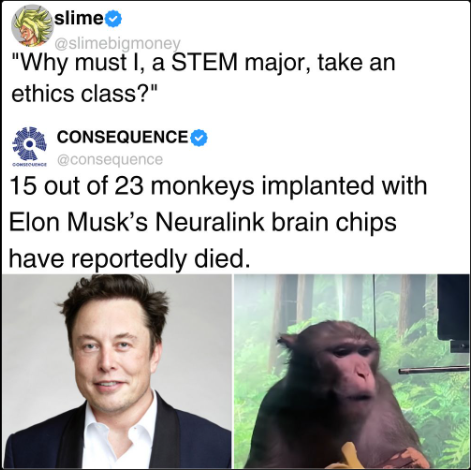 slime
@slimebigmoney
"Why must I, a STEM major, take an
ethics class?"
CONSEQUENCE
CONSEQUENCE
@consequence
15 out of 23 monkeys implanted with
Elon Musk’s Neuralink brain chips
have reportedly died.